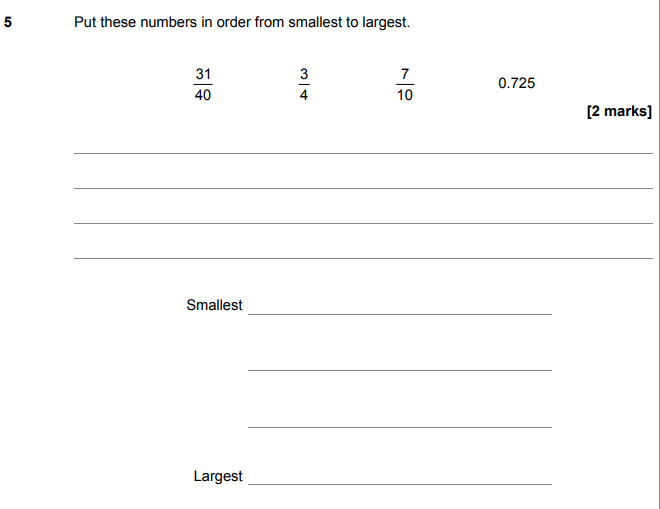 5 Put these numbers in order from smallest to largest.
31/40 3/4 7/10 0.725
[2 marks]
Smallest
Largest